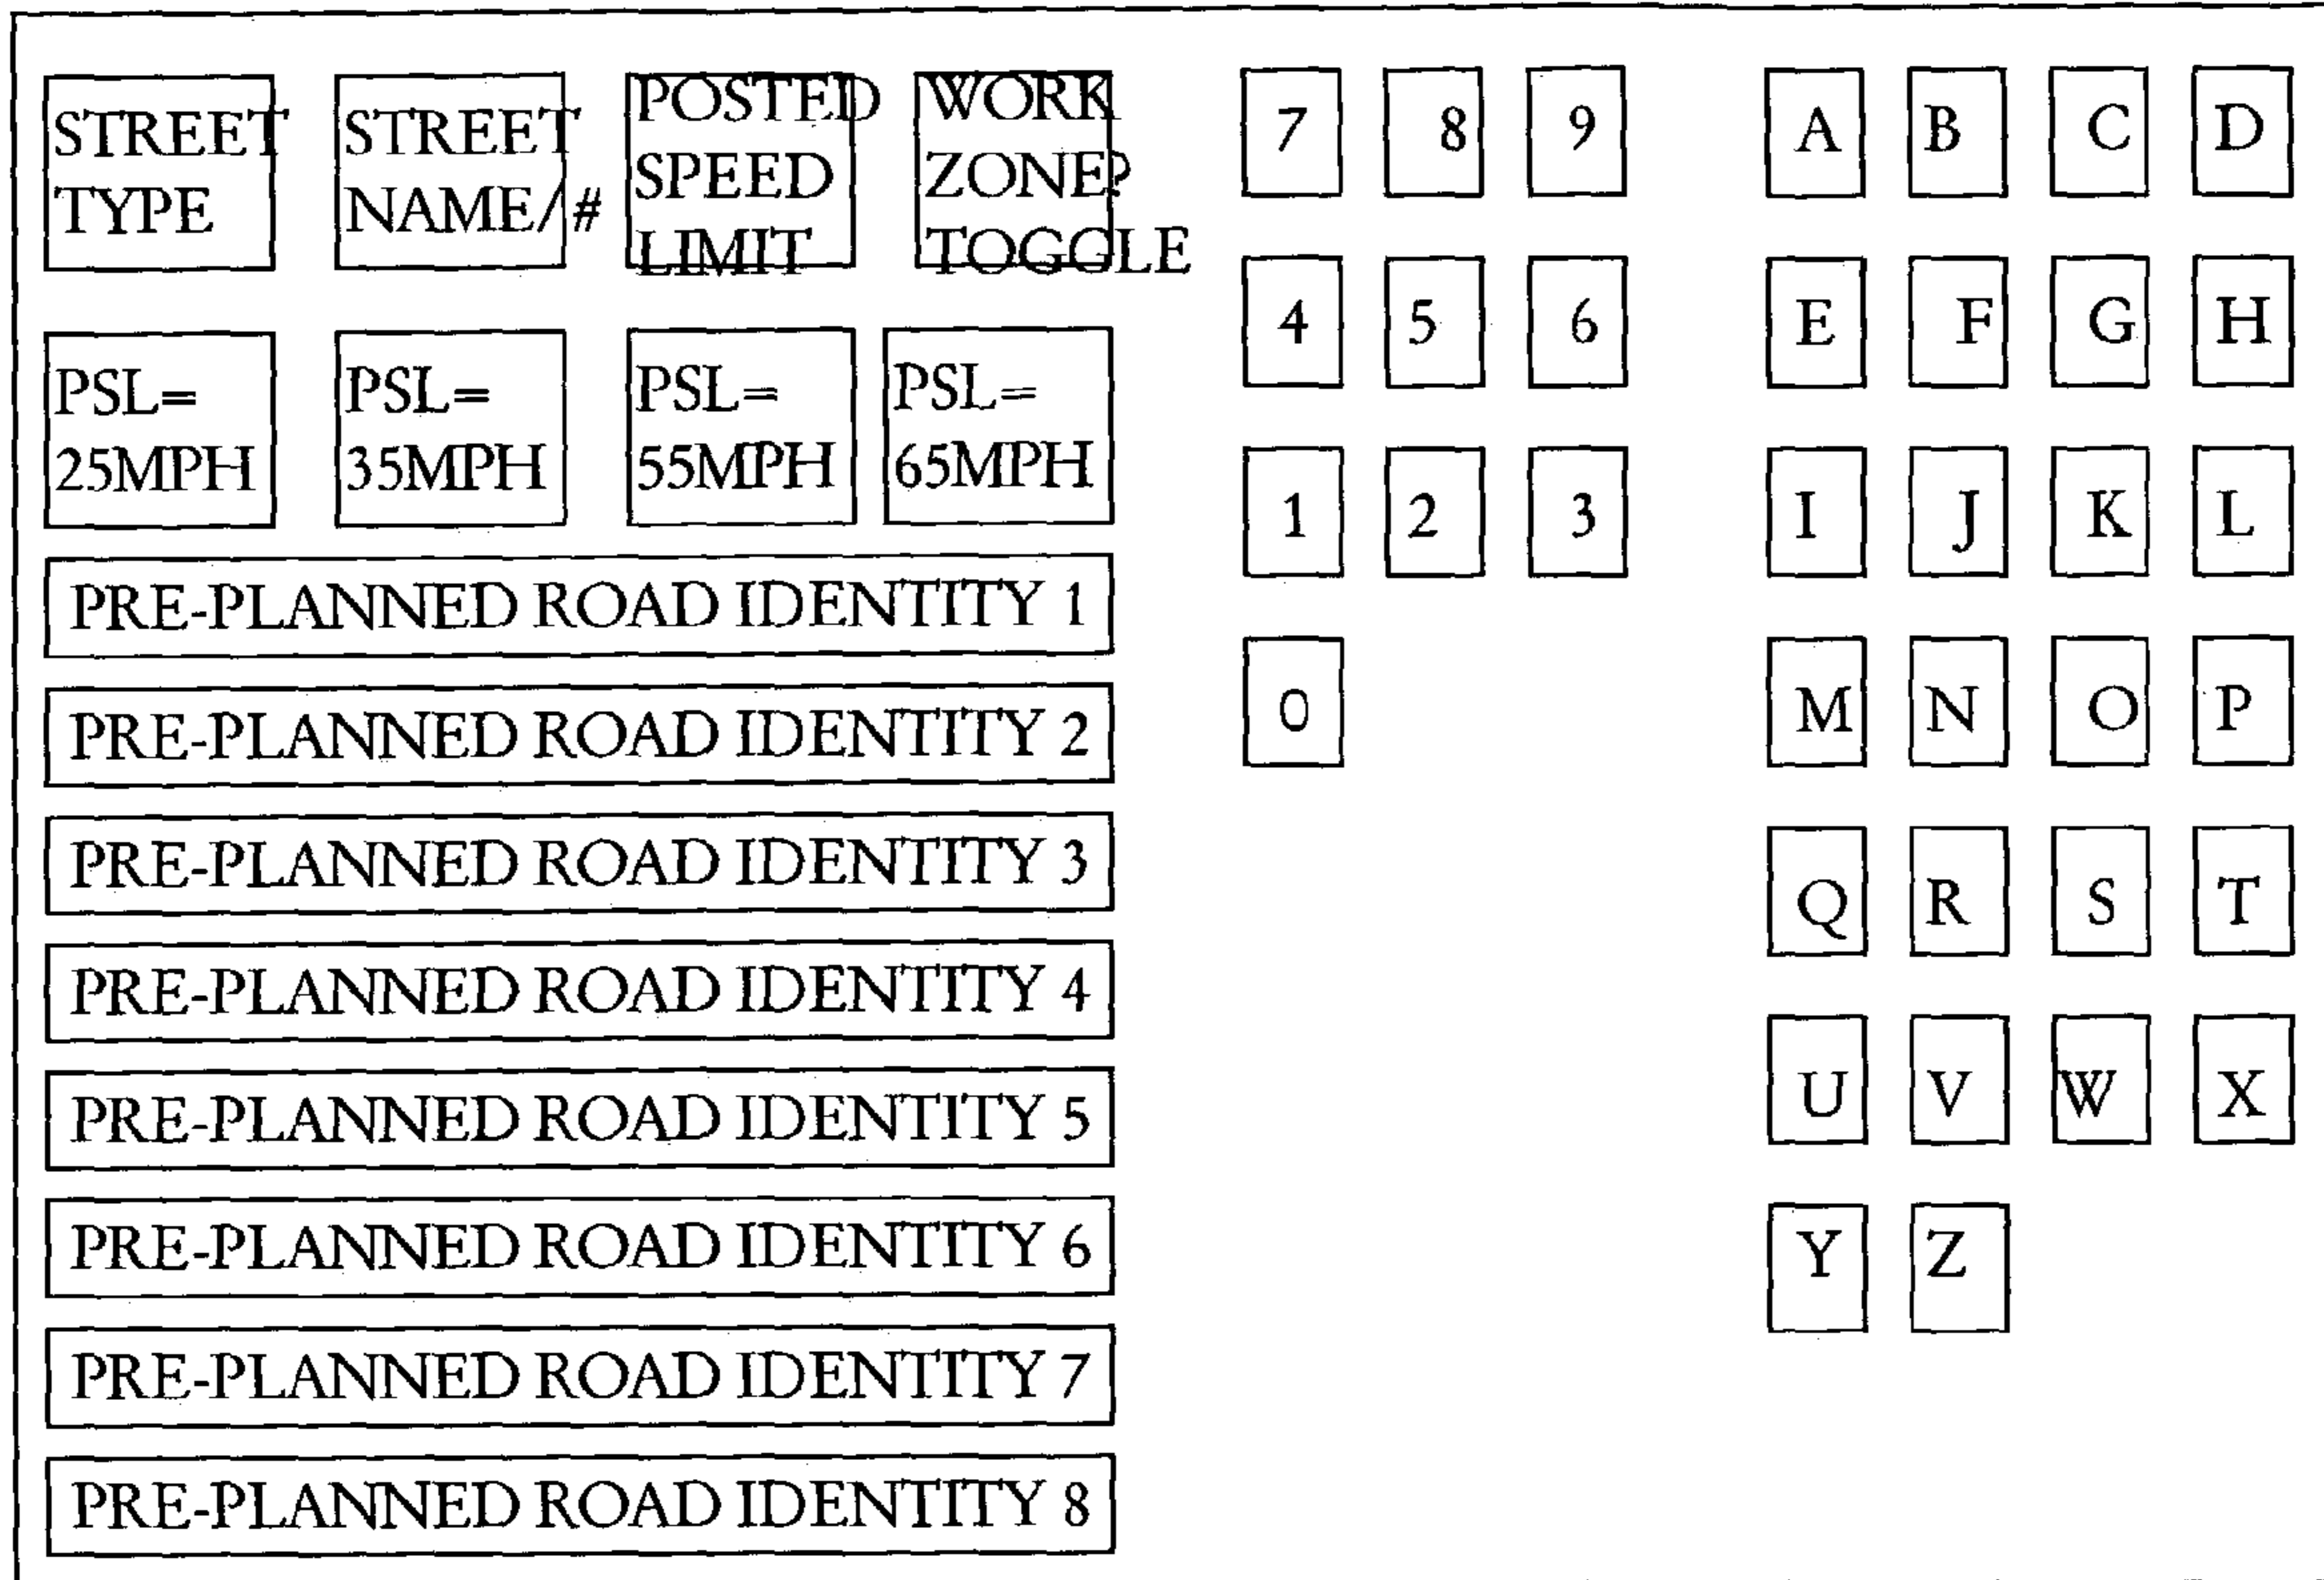 STREET TYPE
STREET NAME/#
POSTED SPEED LIMIT
WORK ZONE? TOGGLE
PSL= 25MPH
PSL= 35MPH
PSL= 55MPH
PSL= 65MPH
PRE-PLANNED ROAD IDENTITY 1
PRE-PLANNED ROAD IDENTITY 2
PRE-PLANNED ROAD IDENTITY 3
PRE-PLANNED ROAD IDENTITY 4
PRE-PLANNED ROAD IDENTITY 5
PRE-PLANNED ROAD IDENTITY 6
PRE-PLANNED ROAD IDENTITY 7
PRE-PLANNED ROAD IDENTITY 8
7 8 9
4 5 6
1 2 3
0
A B C D
E F G H
I J K L
M N O P
Q R S T
U V W X
Y Z